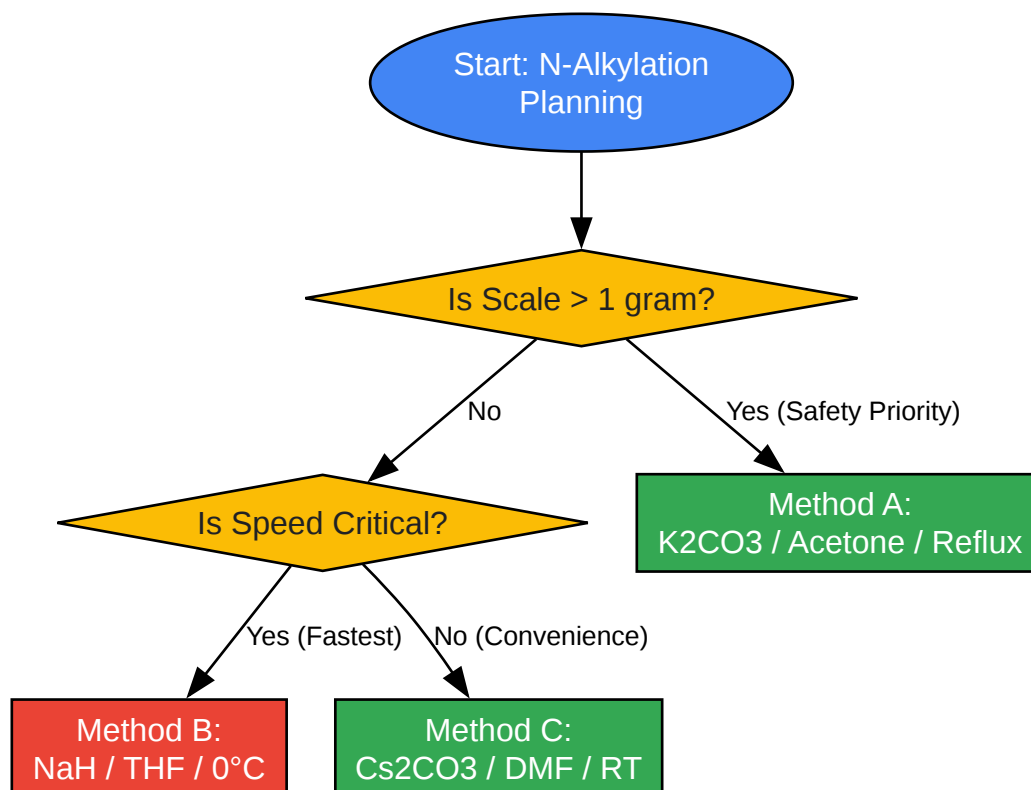 Start: N-Alkylation
Planning
Is Scale > 1 gram?
No
Yes (Safety Priority)
Is Speed Critical?
Method A:
K2CO3 / Acetone / Reflux
Yes (Fastest)
No (Convenience)
Method B:
NaH / THF / 0°C
Method C:
Cs2CO3 / DMF / RT